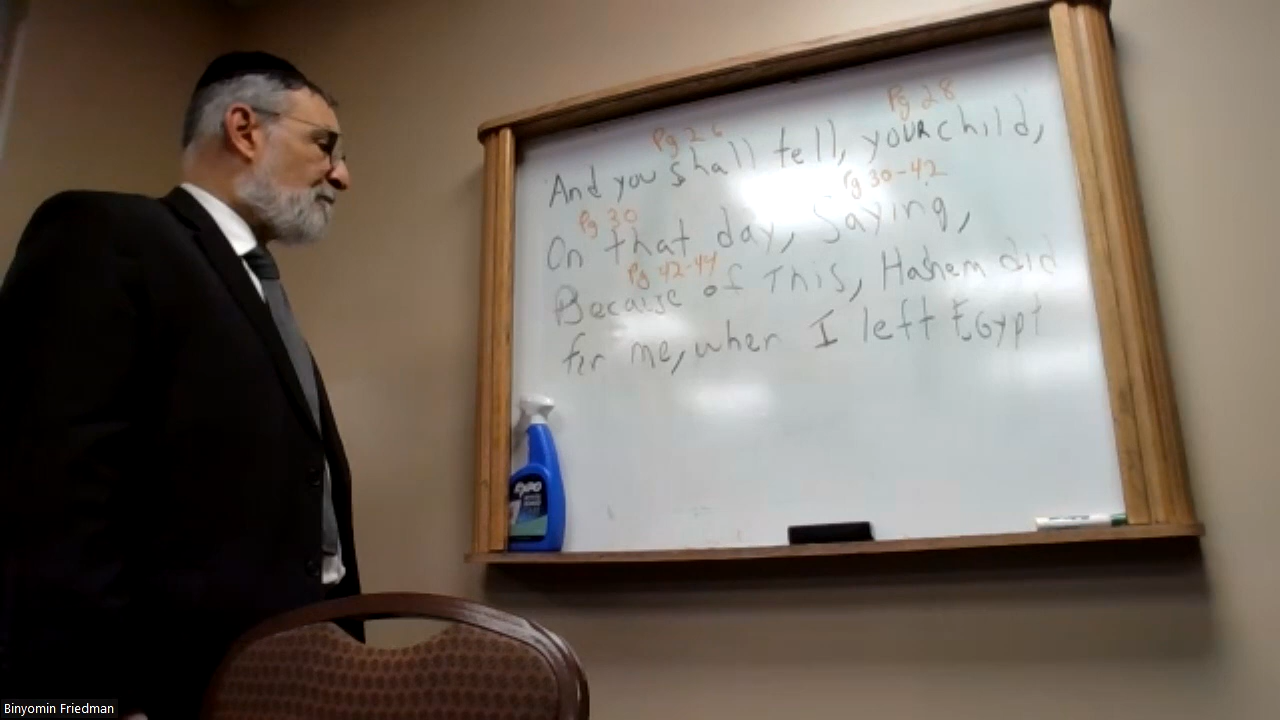 Pg 28
Pg 26
And you shall tell, your child,
Pg 30-42
Pg 30
On that day, Saying,
Pg 42-44
Because of This, Hashem did
for me, when I left Egypt
EXPO
Binyomin Friedman